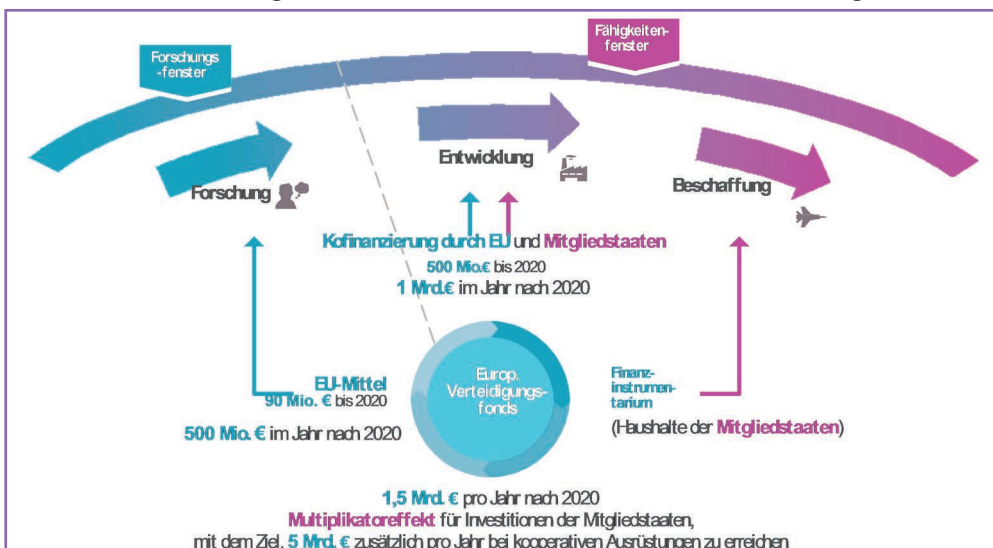 Forschungs
-fenster
Fähigkeiten-
fenster
Forschung
Entwicklung
Beschaffung
Kofinanzierung durch EU und Mitgliedstaaten
500 Mio.€ bis 2020
1 Mrd.€ im Jahr nach 2020
EU-Mittel
90 Mio. € bis 2020
500 Mio. € im Jahr nach 2020
Europ.
Verteidigungs-
fonds
Finanz-
instrumen-
tarium
(Haushalte der Mitgliedstaaten)
1,5 Mrd. € pro Jahr nach 2020
Multiplikatoreffekt für Investitionen der Mitgliedstaaten,
mit dem Ziel, 5 Mrd. € zusätzlich pro Jahr bei kooperativen Ausrüstungen zu erreichen